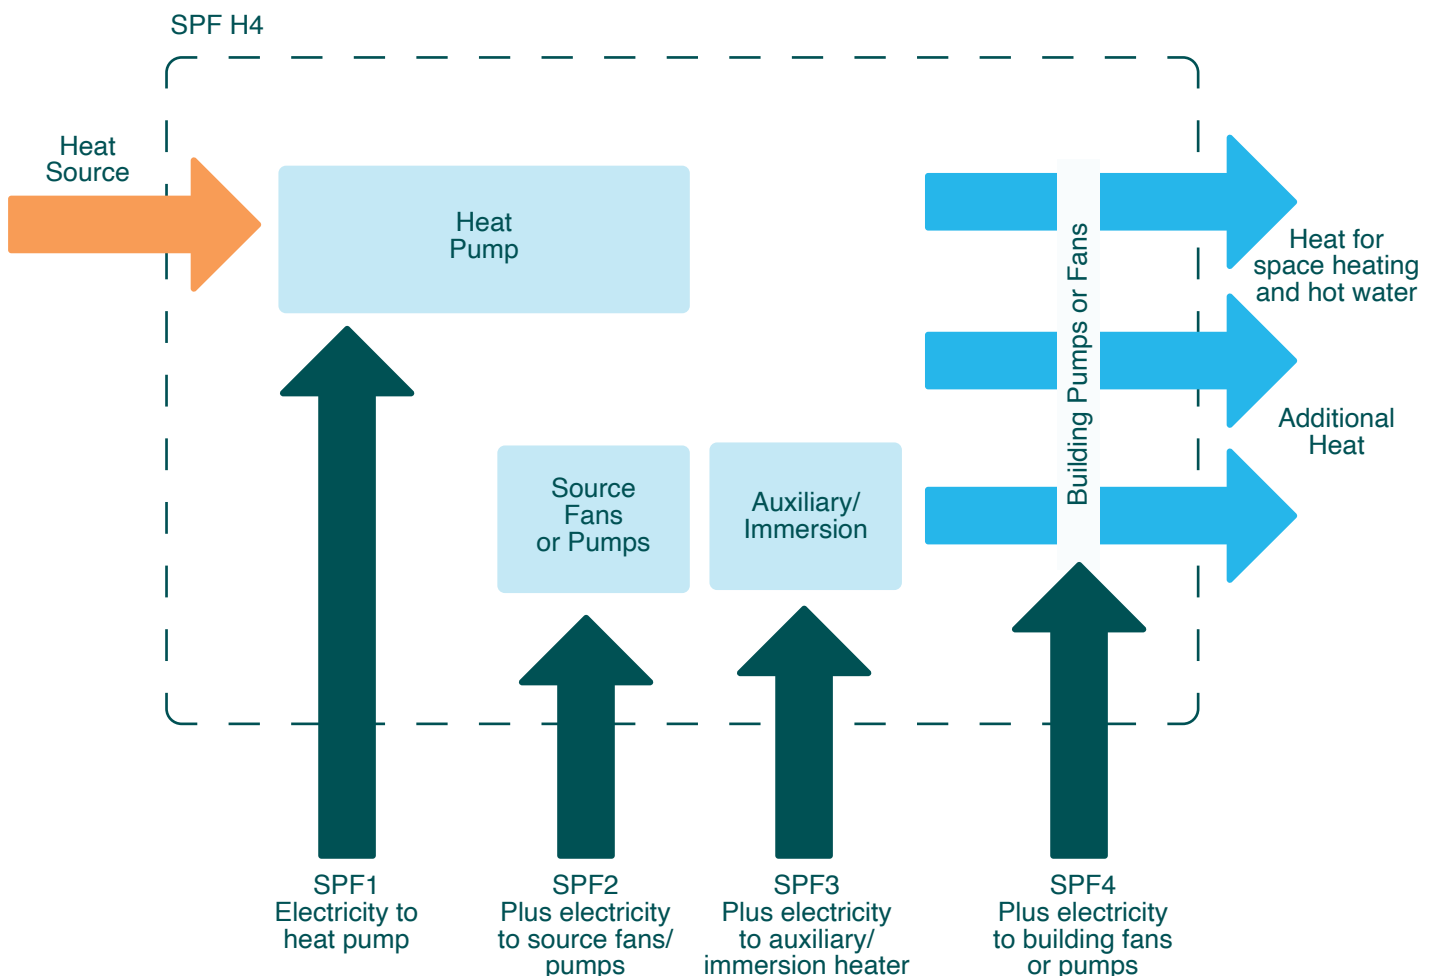 SPF H4
Heat
Source
Heat
Pump
Building Pumps or Fans
Heat for
space heating
and hot water
Additional
Heat
Source
Fans
or Pumps
Auxiliary/
Immersion
SPF1
Electricity to
heat pump
SPF2
Plus electricity
to source fans/
pumps
SPF3
Plus electricity
to auxiliary/
immersion heater
SPF4
Plus electricity
to building fans
or pumps